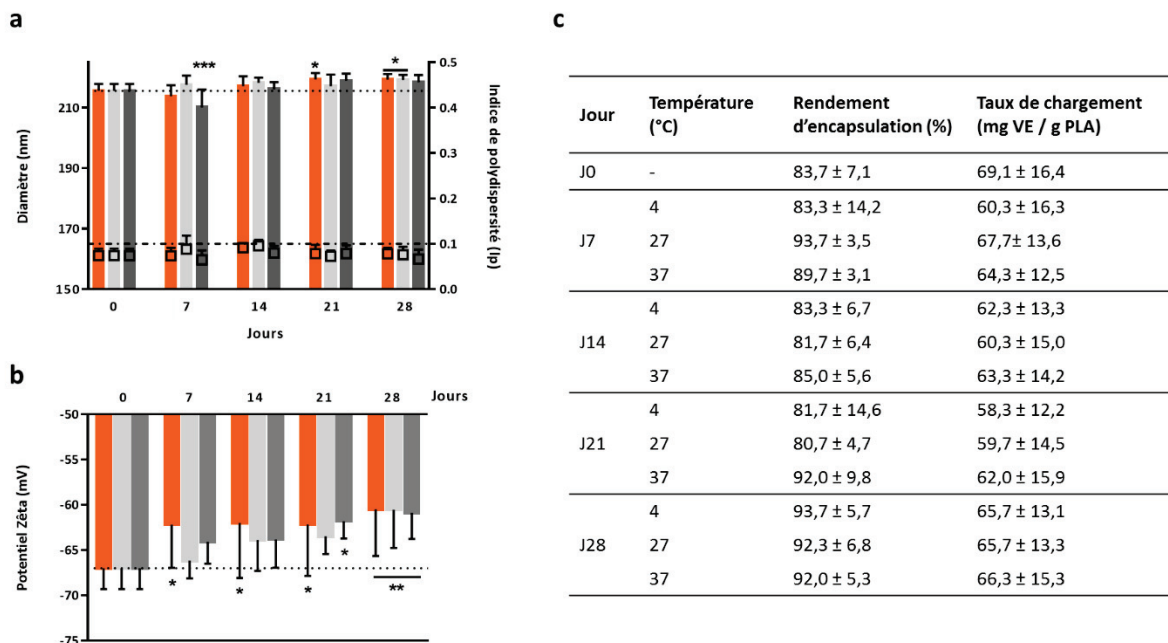 a
***
*
*
0.5
0.4
0.3
0.2
0.1
0.0
210
190
170
150
Diamètre (nm)
Indice de polydispersité (Ip)
0 7 14 21 28
Jours
b
0 7 14 21 28 Jours
-50
-55
-60
-65
-70
-75
Potentiel Zêta (mV)
* * * * **
c
Jour Température (°C) Rendement d'encapsulation (%) Taux de chargement (mg VE / g PLA)
J0 - 83,7 ± 7,1 69,1 ± 16,4
4 83,3 ± 14,2 60,3 ± 16,3
J7 27 93,7 ± 3,5 67,7± 13,6
37 89,7 ± 3,1 64,3 ± 12,5
4 83,3 ± 6,7 62,3 ± 13,3
J14 27 81,7 ± 6,4 60,3 ± 15,0
37 85,0 ± 5,6 63,3 ± 14,2
4 81,7 ± 14,6 58,3 ± 12,2
J21 27 80,7 ± 4,7 59,7 ± 14,5
37 92,0 ± 9,8 62,0 ± 15,9
4 93,7 ± 5,7 65,7 ± 13,1
J28 27 92,3 ± 6,8 65,7 ± 13,3
37 92,0 ± 5,3 66,3 ± 15,3